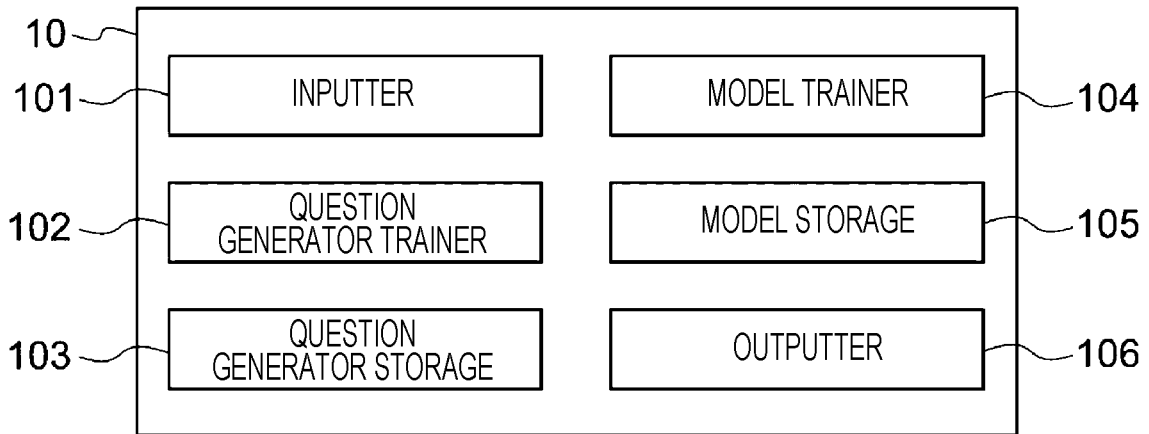 10
101
INPUTTER
MODEL TRAINER
104
102
QUESTION
GENERATOR TRAINER
MODEL STORAGE
105
103
QUESTION
GENERATOR STORAGE
OUTPUTTER
106